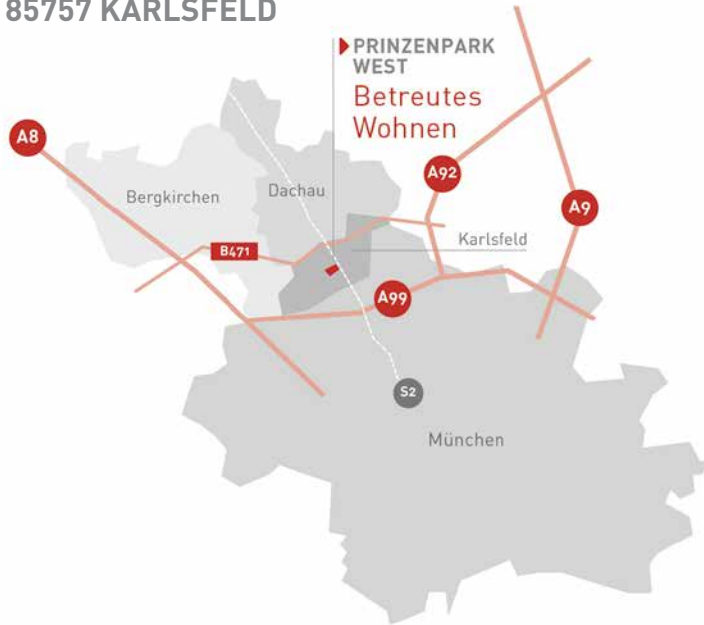 85757 KARLSFELD
PRINZENPARK
WEST
Betreutes
Wohnen
A8
A92
A9
Bergkirchen
Dachau
Karlsfeld
B471
A99
S2
München